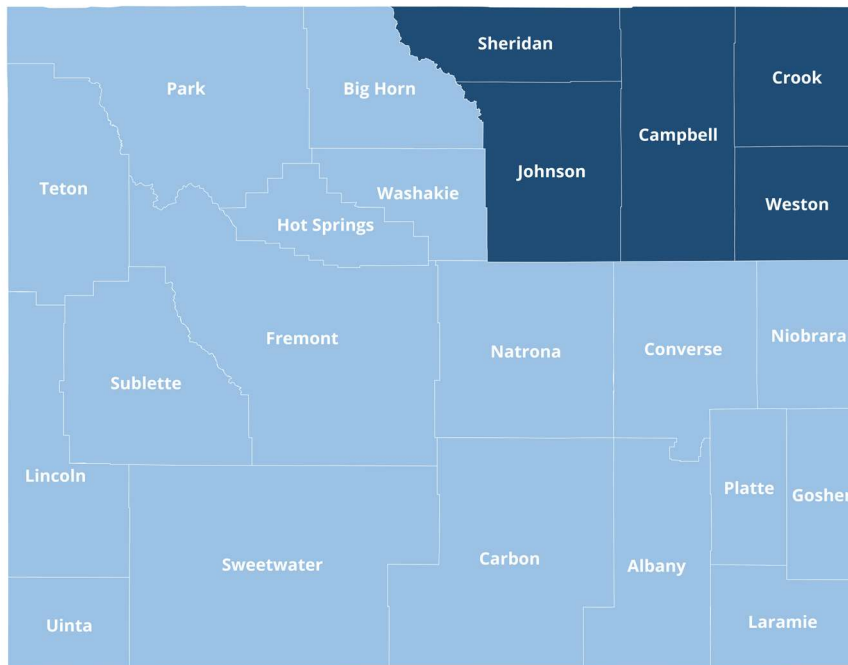 Sheridan
Crook
Park
Big Horn
Campbell
Johnson
Teton
Washakie
Weston
Hot Springs
Fremont
Niobrara
Natrona
Converse
Sublette
Lincoln
Platte
Goshen
Sweetwater
Carbon
Albany
Uinta
Laramie